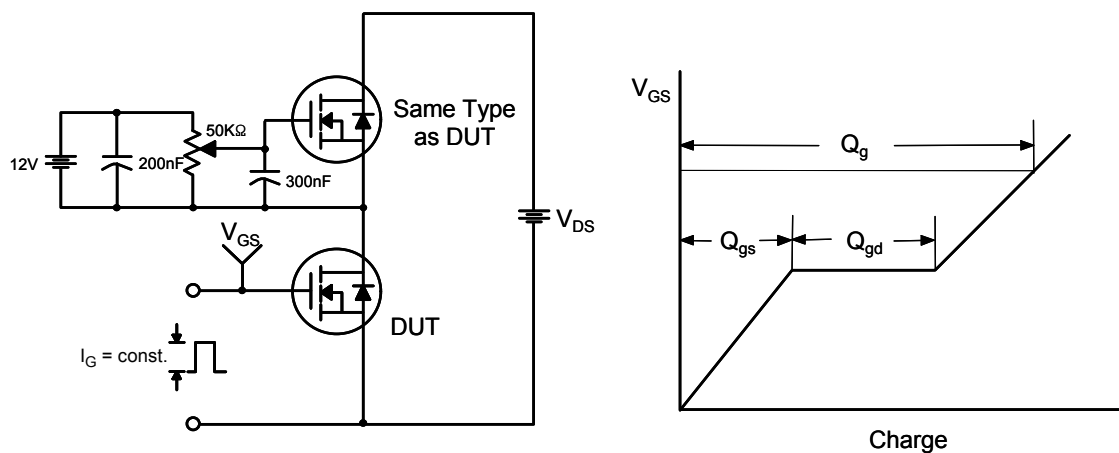 Same Type
as DUT
50KΩ
12V
200nF
300nF
V_GS
V_DS
DUT
I_G = const.
V_GS
Q_g
Q_gs
Q_gd
Charge